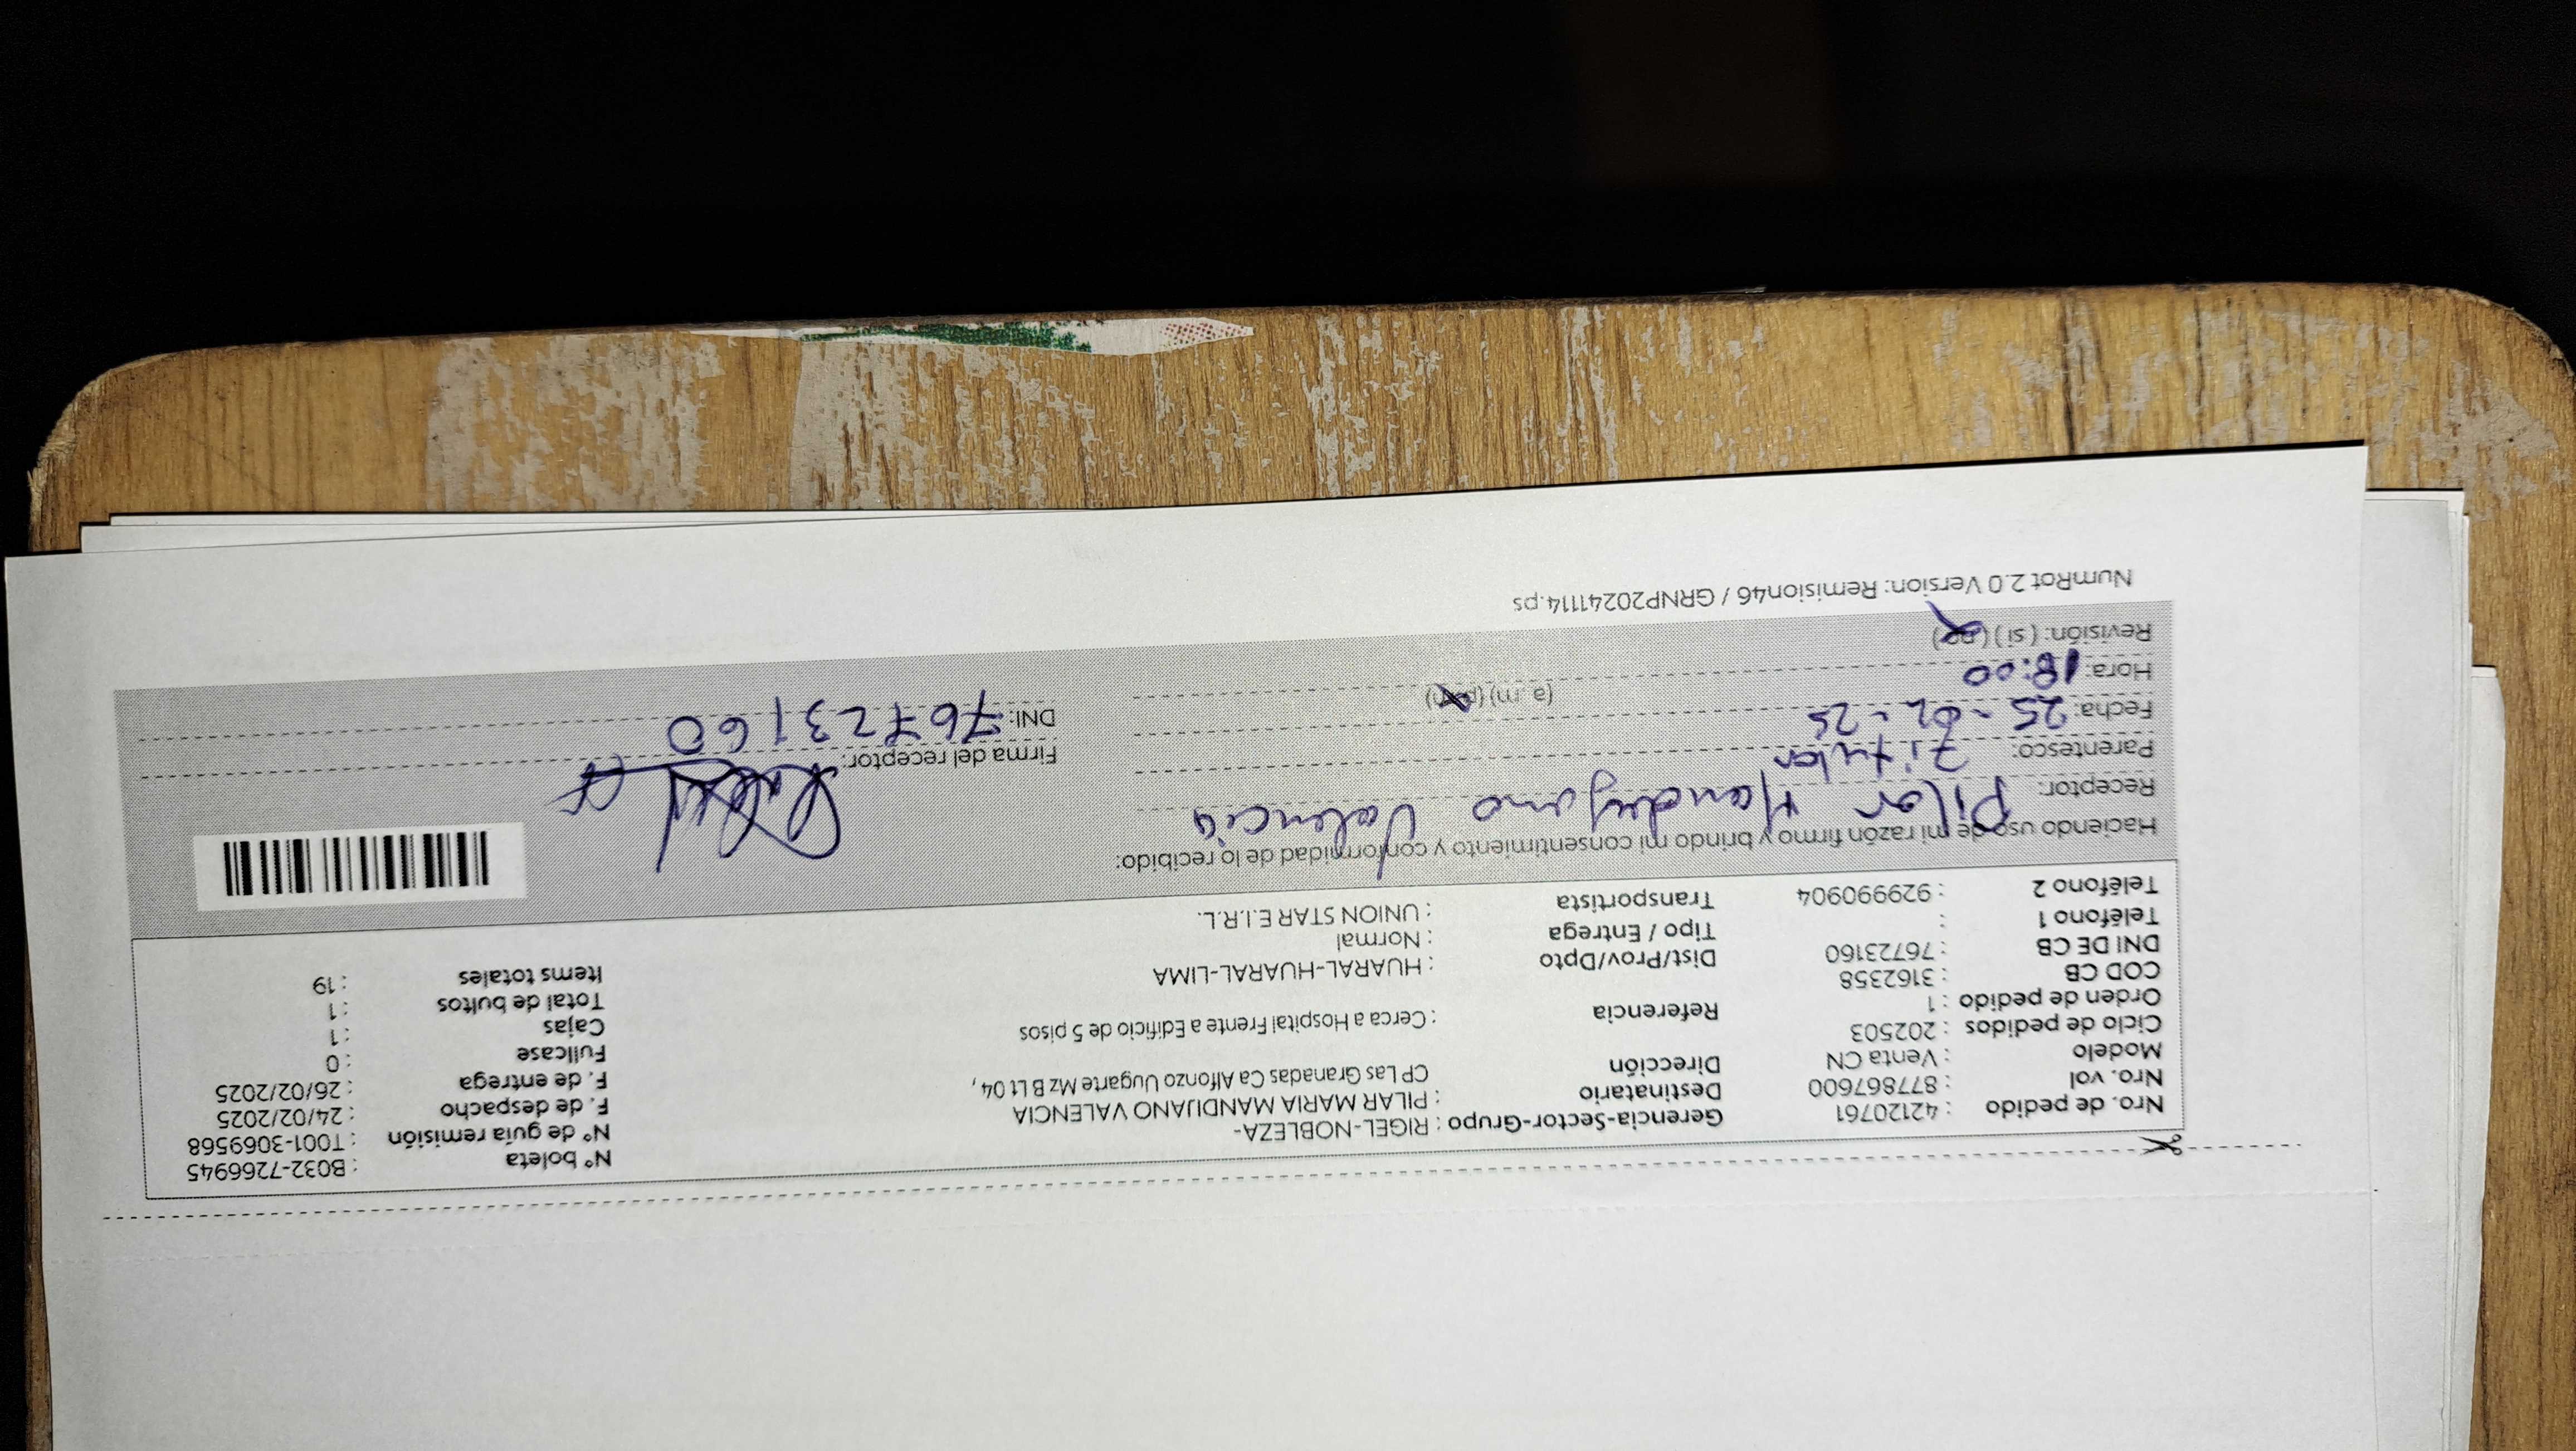 Nro. de pedido : 42120761 Gerencia-Sector-Grupo : RIGEL-NOBLEZA- N° boleta : B032-7266945
Nro. vol : 877867600 Destinatario : PILAR MARIA MANDUJANO VALENCIA N° de guía remisión : T001-3069568
Modelo : Venta CN Dirección CP Las Granadas Ca Alfonzo Uugarte Mz B Lt 04 , F. de despacho : 24/02/2025
Ciclo de pedidos : 202503 F. de entrega : 26/02/2025
Orden de pedido : 1 Referencia : Cerca a Hospital Frente a Edificio de 5 pisos Fullcase : 0
COD CB : 3162358 Cajas : 1
DNI DE CB : 76723160 Dist/Prov/Dpto : HUARAL-HUARAL-LIMA Total de bultos : 1
Teléfono 1 : Tipo / Entrega : Normal Items totales : 19
Teléfono 2 : 929990904 Transportista : UNION STAR E.I.R.L.
Haciendo uso de mi razón firmo y brindo mi consentimiento y conformidad de lo recibido:
Receptor: Pilar Mandujano Valencia
Parentesco: Titular Firma del receptor:
Fecha: 25-02-25 DNI: 76723160
Hora: 18:00 (a. m) (p. m)
Revisión: ( si ) ( no )
NumRot 2.0 Version: Remision46 / GRNP20241114.ps